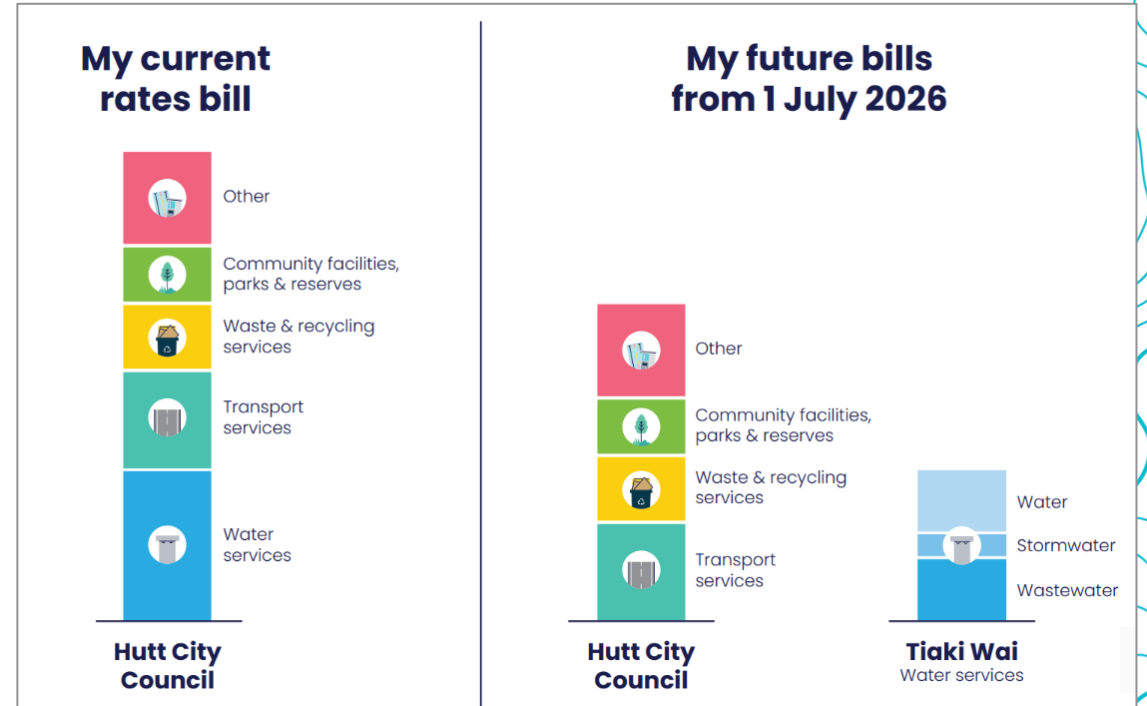 My current
rates bill
Other
Community facilities,
parks & reserves
Waste & recycling
services
Transport
services
Water
services
Hutt City
Council
My future bills
from 1 July 2026
Other
Community facilities,
parks & reserves
Waste & recycling
services
Transport
services
Hutt City
Council
Water
Stormwater
Wastewater
Tiaki Wai
Water services